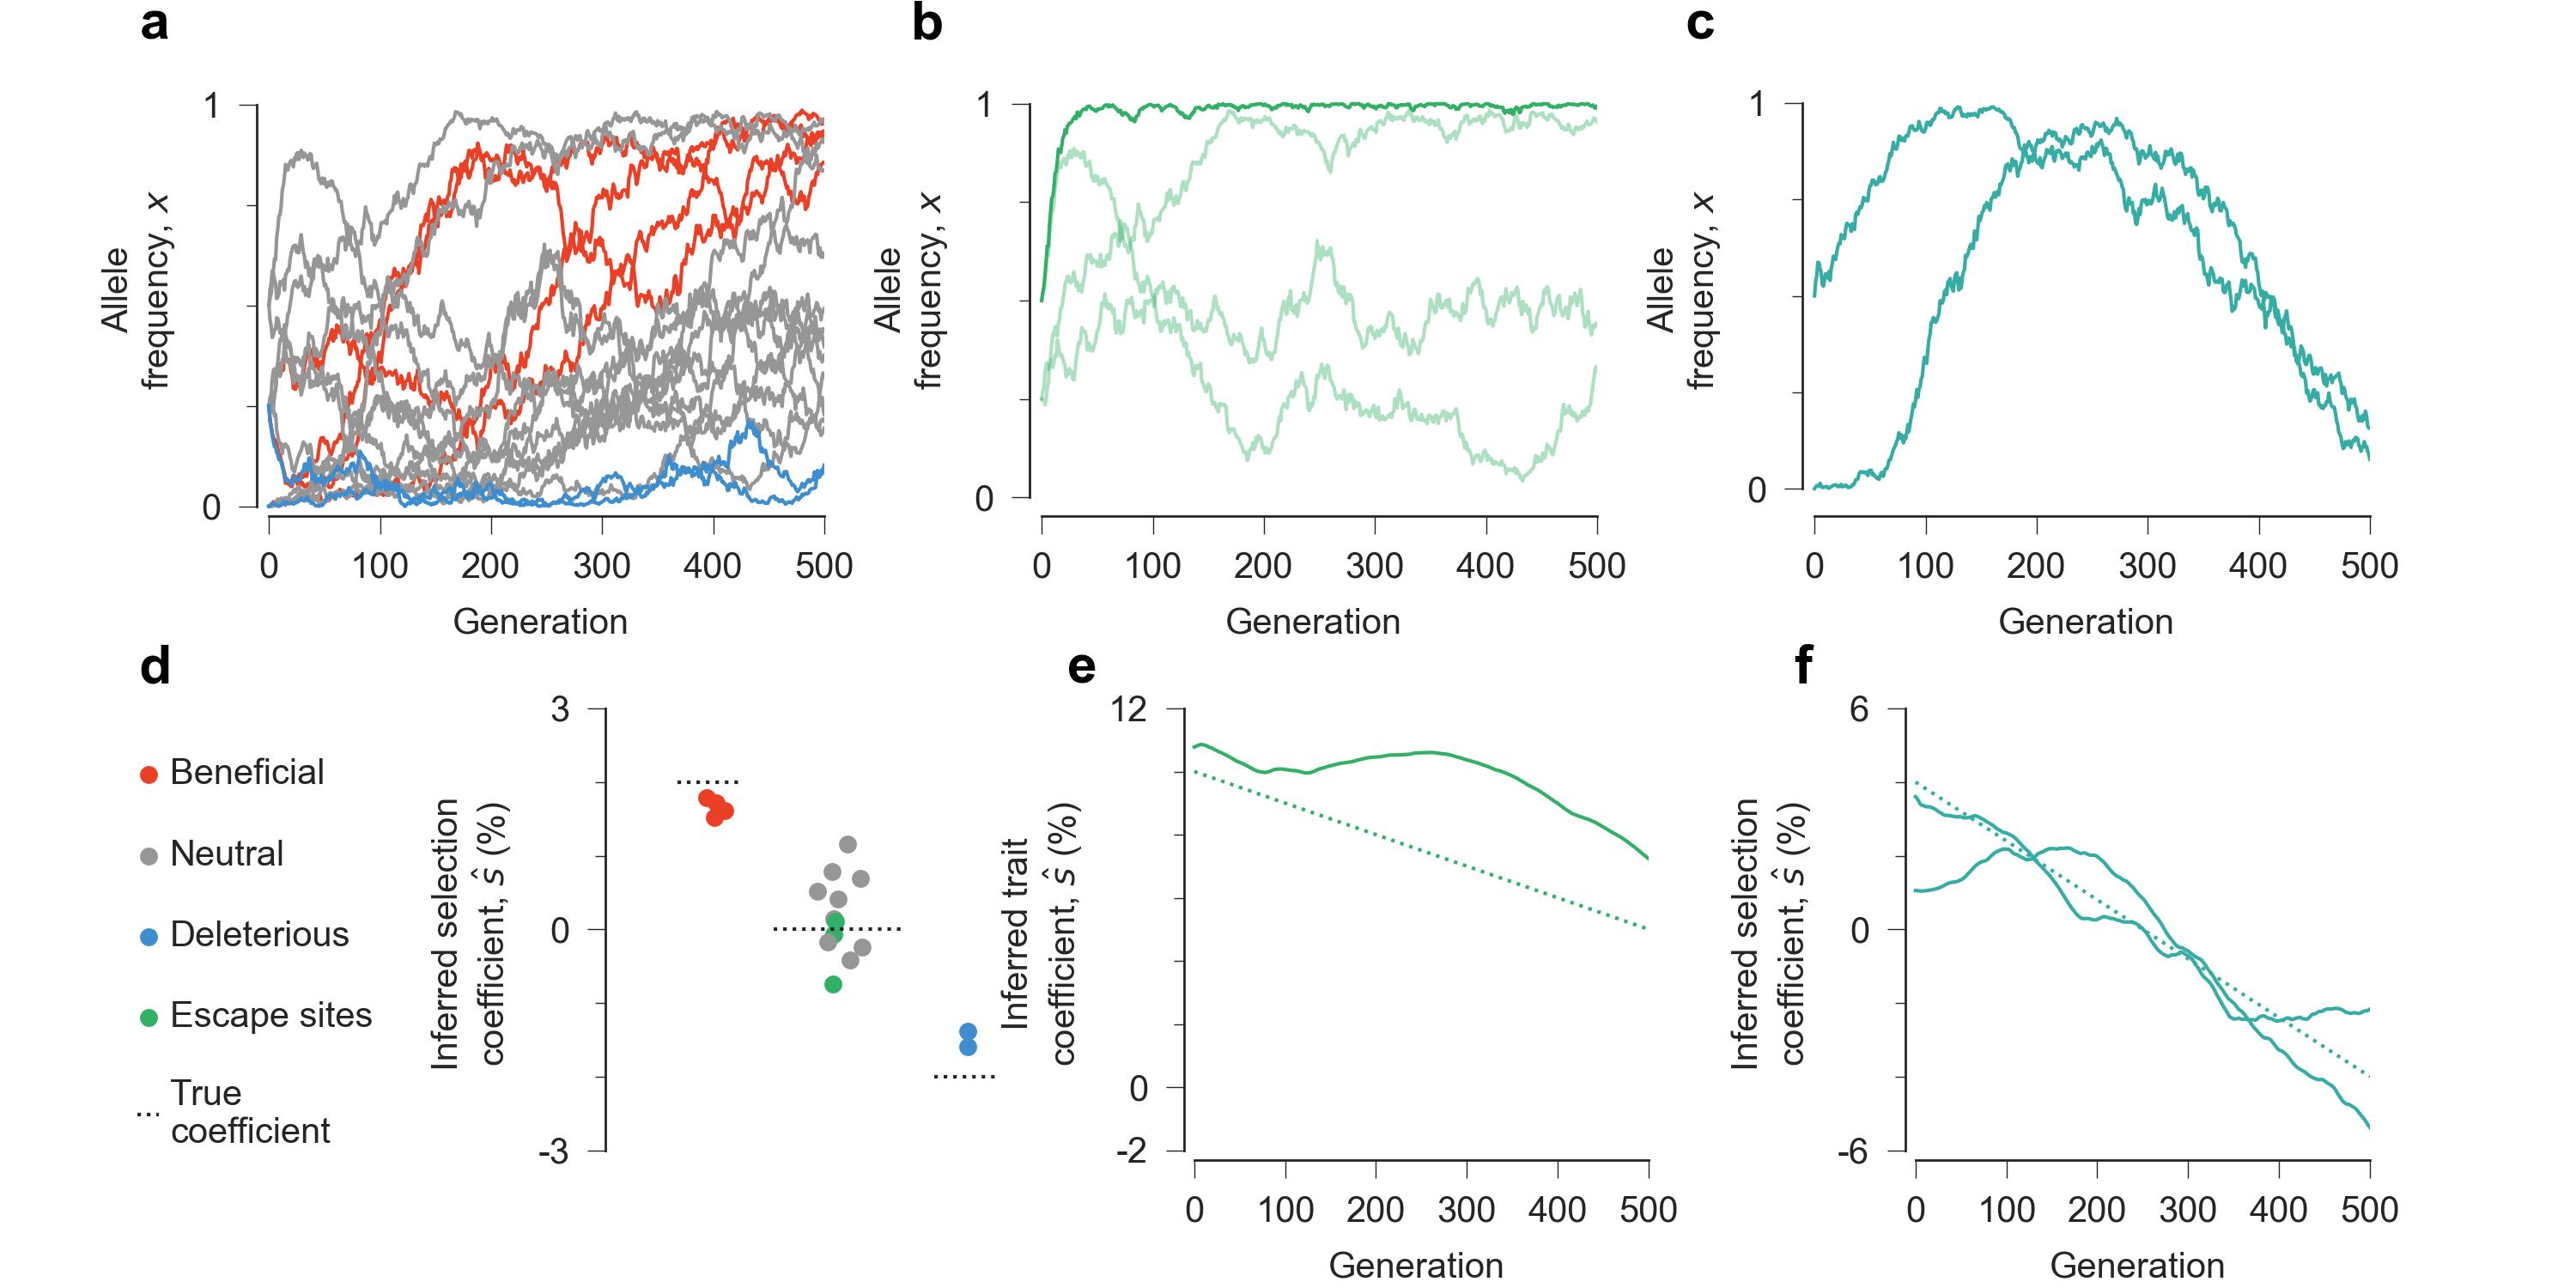 a
1
0
Allele
frequency, x
0 100 200 300 400 500
Generation
b
1
0
Allele
frequency, x
0 100 200 300 400 500
Generation
c
1
0
Allele
frequency, x
0 100 200 300 400 500
Generation
d
Beneficial
Neutral
Deleterious
Escape sites
True
coefficient
3
0
-3
Inferred selection
coefficient, ŝ (%)
e
12
0
-2
Inferred trait
coefficient, ŝ (%)
0 100 200 300 400 500
Generation
f
6
0
-6
Inferred selection
coefficient, ŝ (%)
0 100 200 300 400 500
Generation